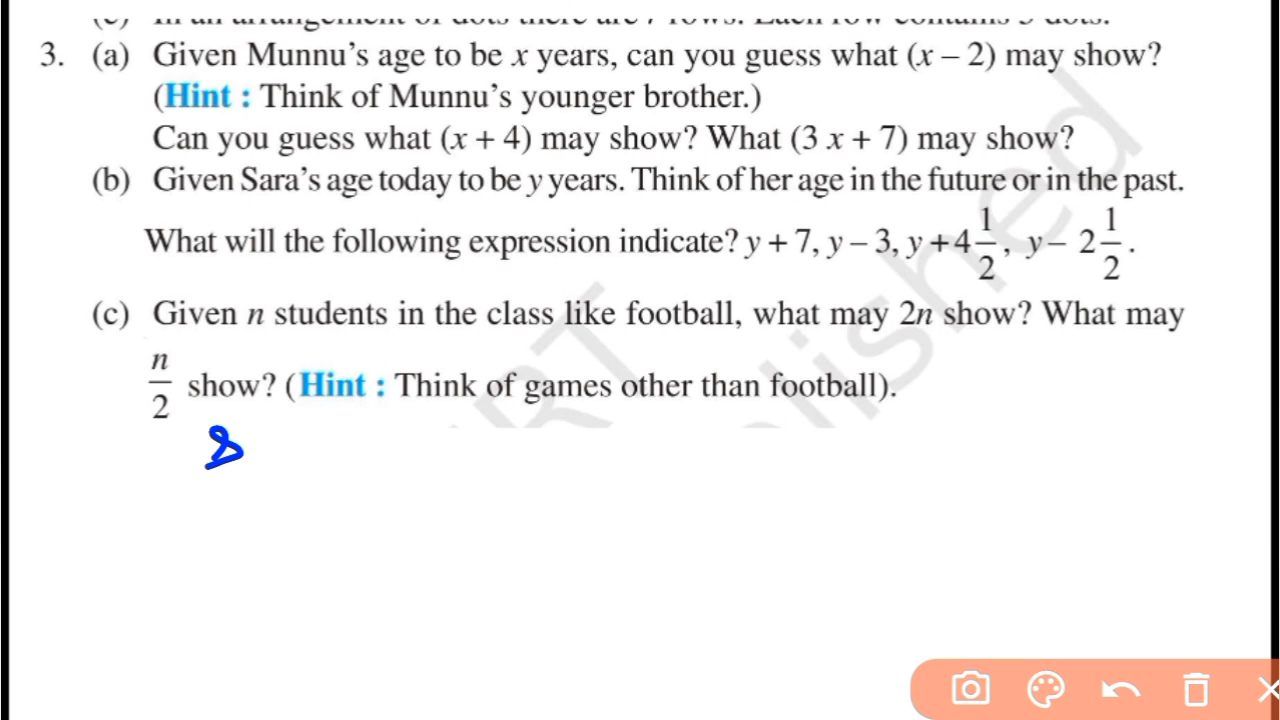 3. (a) Given Munnu's age to be x years, can you guess what (x – 2) may show?
(Hint : Think of Munnu's younger brother.)
Can you guess what (x + 4) may show? What (3 x + 7) may show?
(b) Given Sara's age today to be y years. Think of her age in the future or in the past.
What will the following expression indicate? y + 7, y – 3, y + 4 1/2, y – 2 1/2.
(c) Given n students in the class like football, what may 2n show? What may
n/2 show? (Hint : Think of games other than football).